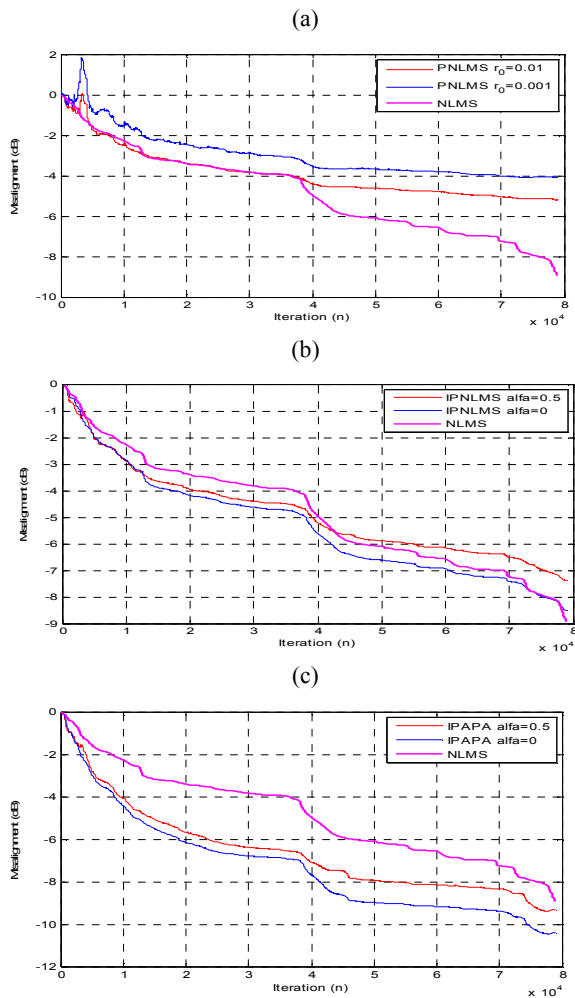 (a)
2
0
-2
-4
-6
-8
-10
Misalignment (dB)
PNLMS r0=0.01
PNLMS r0=0.001
NLMS
0 1 2 3 4 5 6 7 8
Iteration (n)
x 10^4
(b)
0
-1
-2
-3
-4
-5
-6
-7
-8
-9
Misalignment (dB)
IPNLMS alfa=0.5
IPNLMS alfa=0
NLMS
0 1 2 3 4 5 6 7 8
Iteration (n)
x 10^4
(c)
0
-2
-4
-6
-8
-10
-12
Misalignment (dB)
IPAPA alfa=0.5
IPAPA alfa=0
NLMS
0 1 2 3 4 5 6 7 8
Iteration (n)
x 10^4